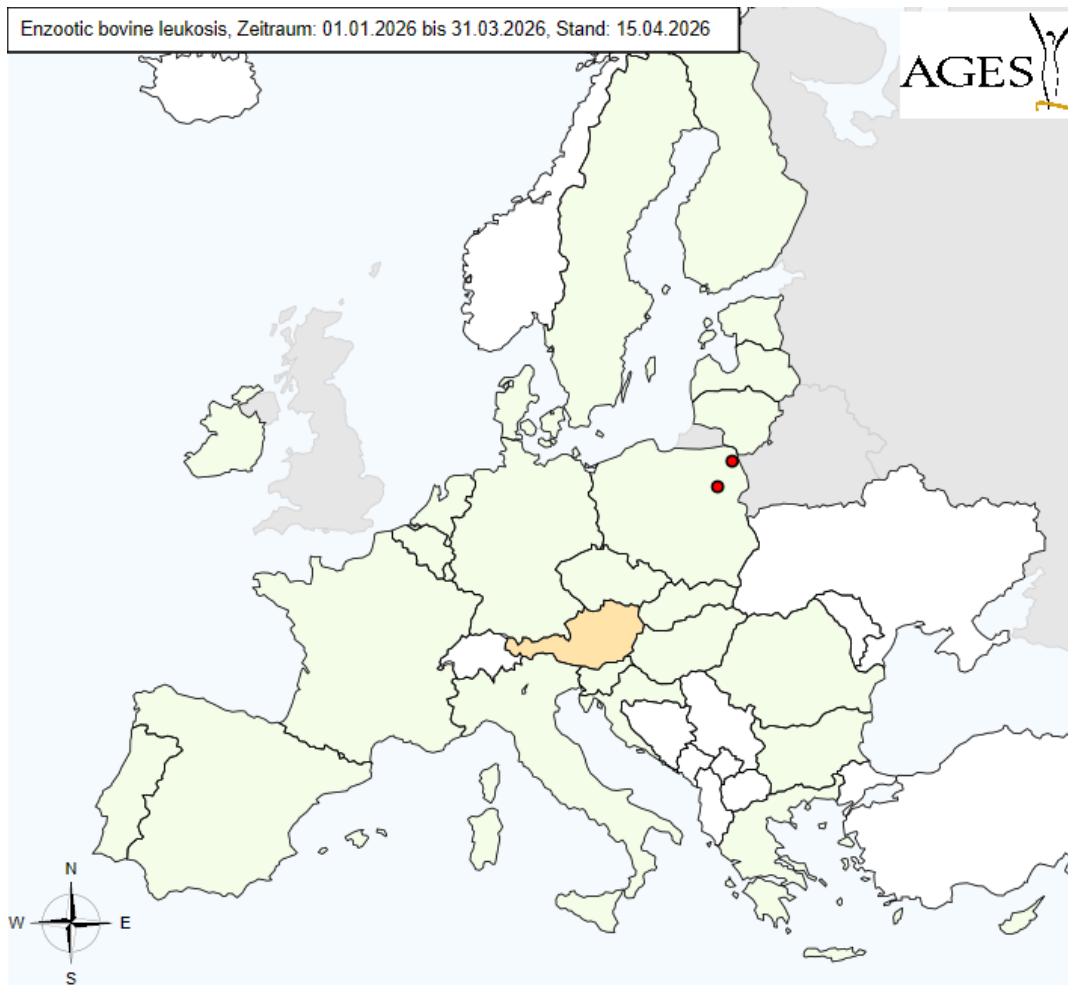 Enzootic bovine leukosis, Zeitraum: 01.01.2026 bis 31.03.2026, Stand: 15.04.2026
AGES
N
W E
S